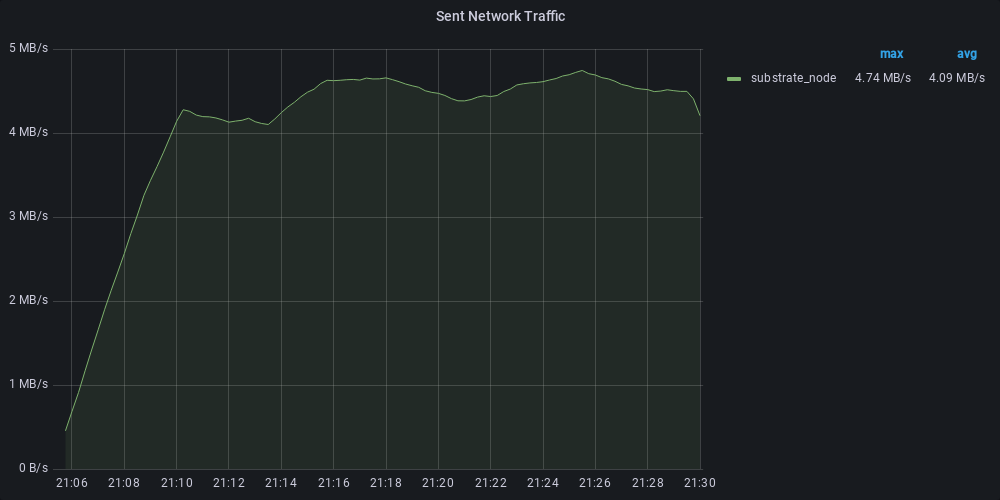 Sent Network Traffic
5 MB/s
4 MB/s
3 MB/s
2 MB/s
1 MB/s
0 B/s
21:06 21:08 21:10 21:12 21:14 21:16 21:18 21:20 21:22 21:24 21:26 21:28 21:30
max avg
substrate_node 4.74 MB/s 4.09 MB/s